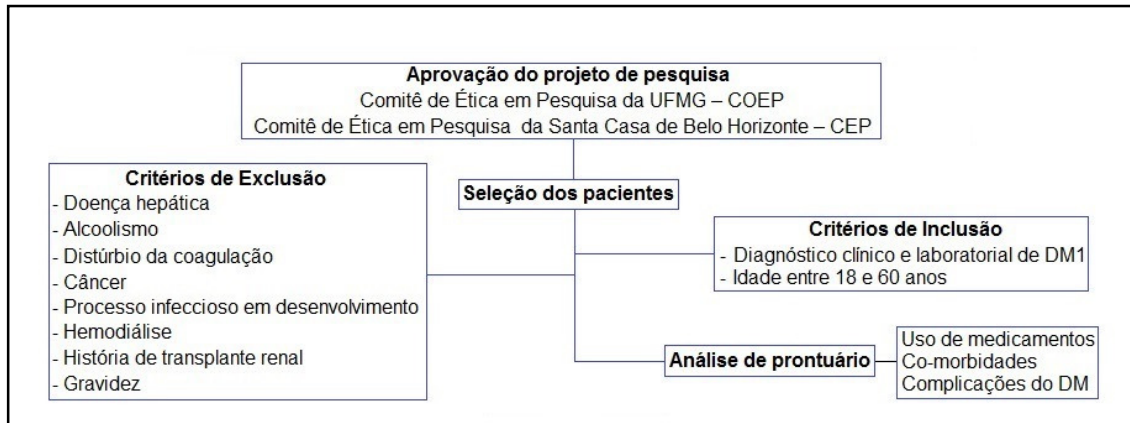 Aprovação do projeto de pesquisa
Comitê de Ética em Pesquisa da UFMG – COEP
Comitê de Ética em Pesquisa da Santa Casa de Belo Horizonte – CEP
Seleção dos pacientes
Critérios de Exclusão
- Doença hepática
- Alcoolismo
- Distúrbio da coagulação
- Câncer
- Processo infeccioso em desenvolvimento
- Hemodiálise
- História de transplante renal
- Gravidez
Critérios de Inclusão
- Diagnóstico clínico e laboratorial de DM1
- Idade entre 18 e 60 anos
Análise de prontuário
Uso de medicamentos
Co-morbidades
Complicações do DM